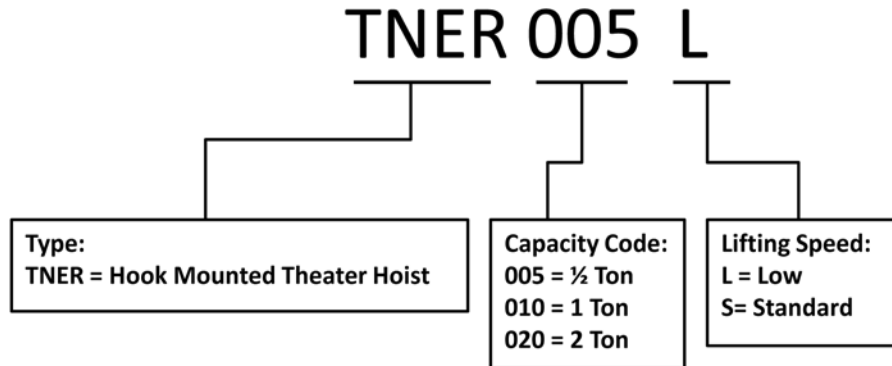 TNER 005 L
Type:
TNER = Hook Mounted Theater Hoist
Capacity Code:
005 = ½ Ton
010 = 1 Ton
020 = 2 Ton
Lifting Speed:
L = Low
S= Standard